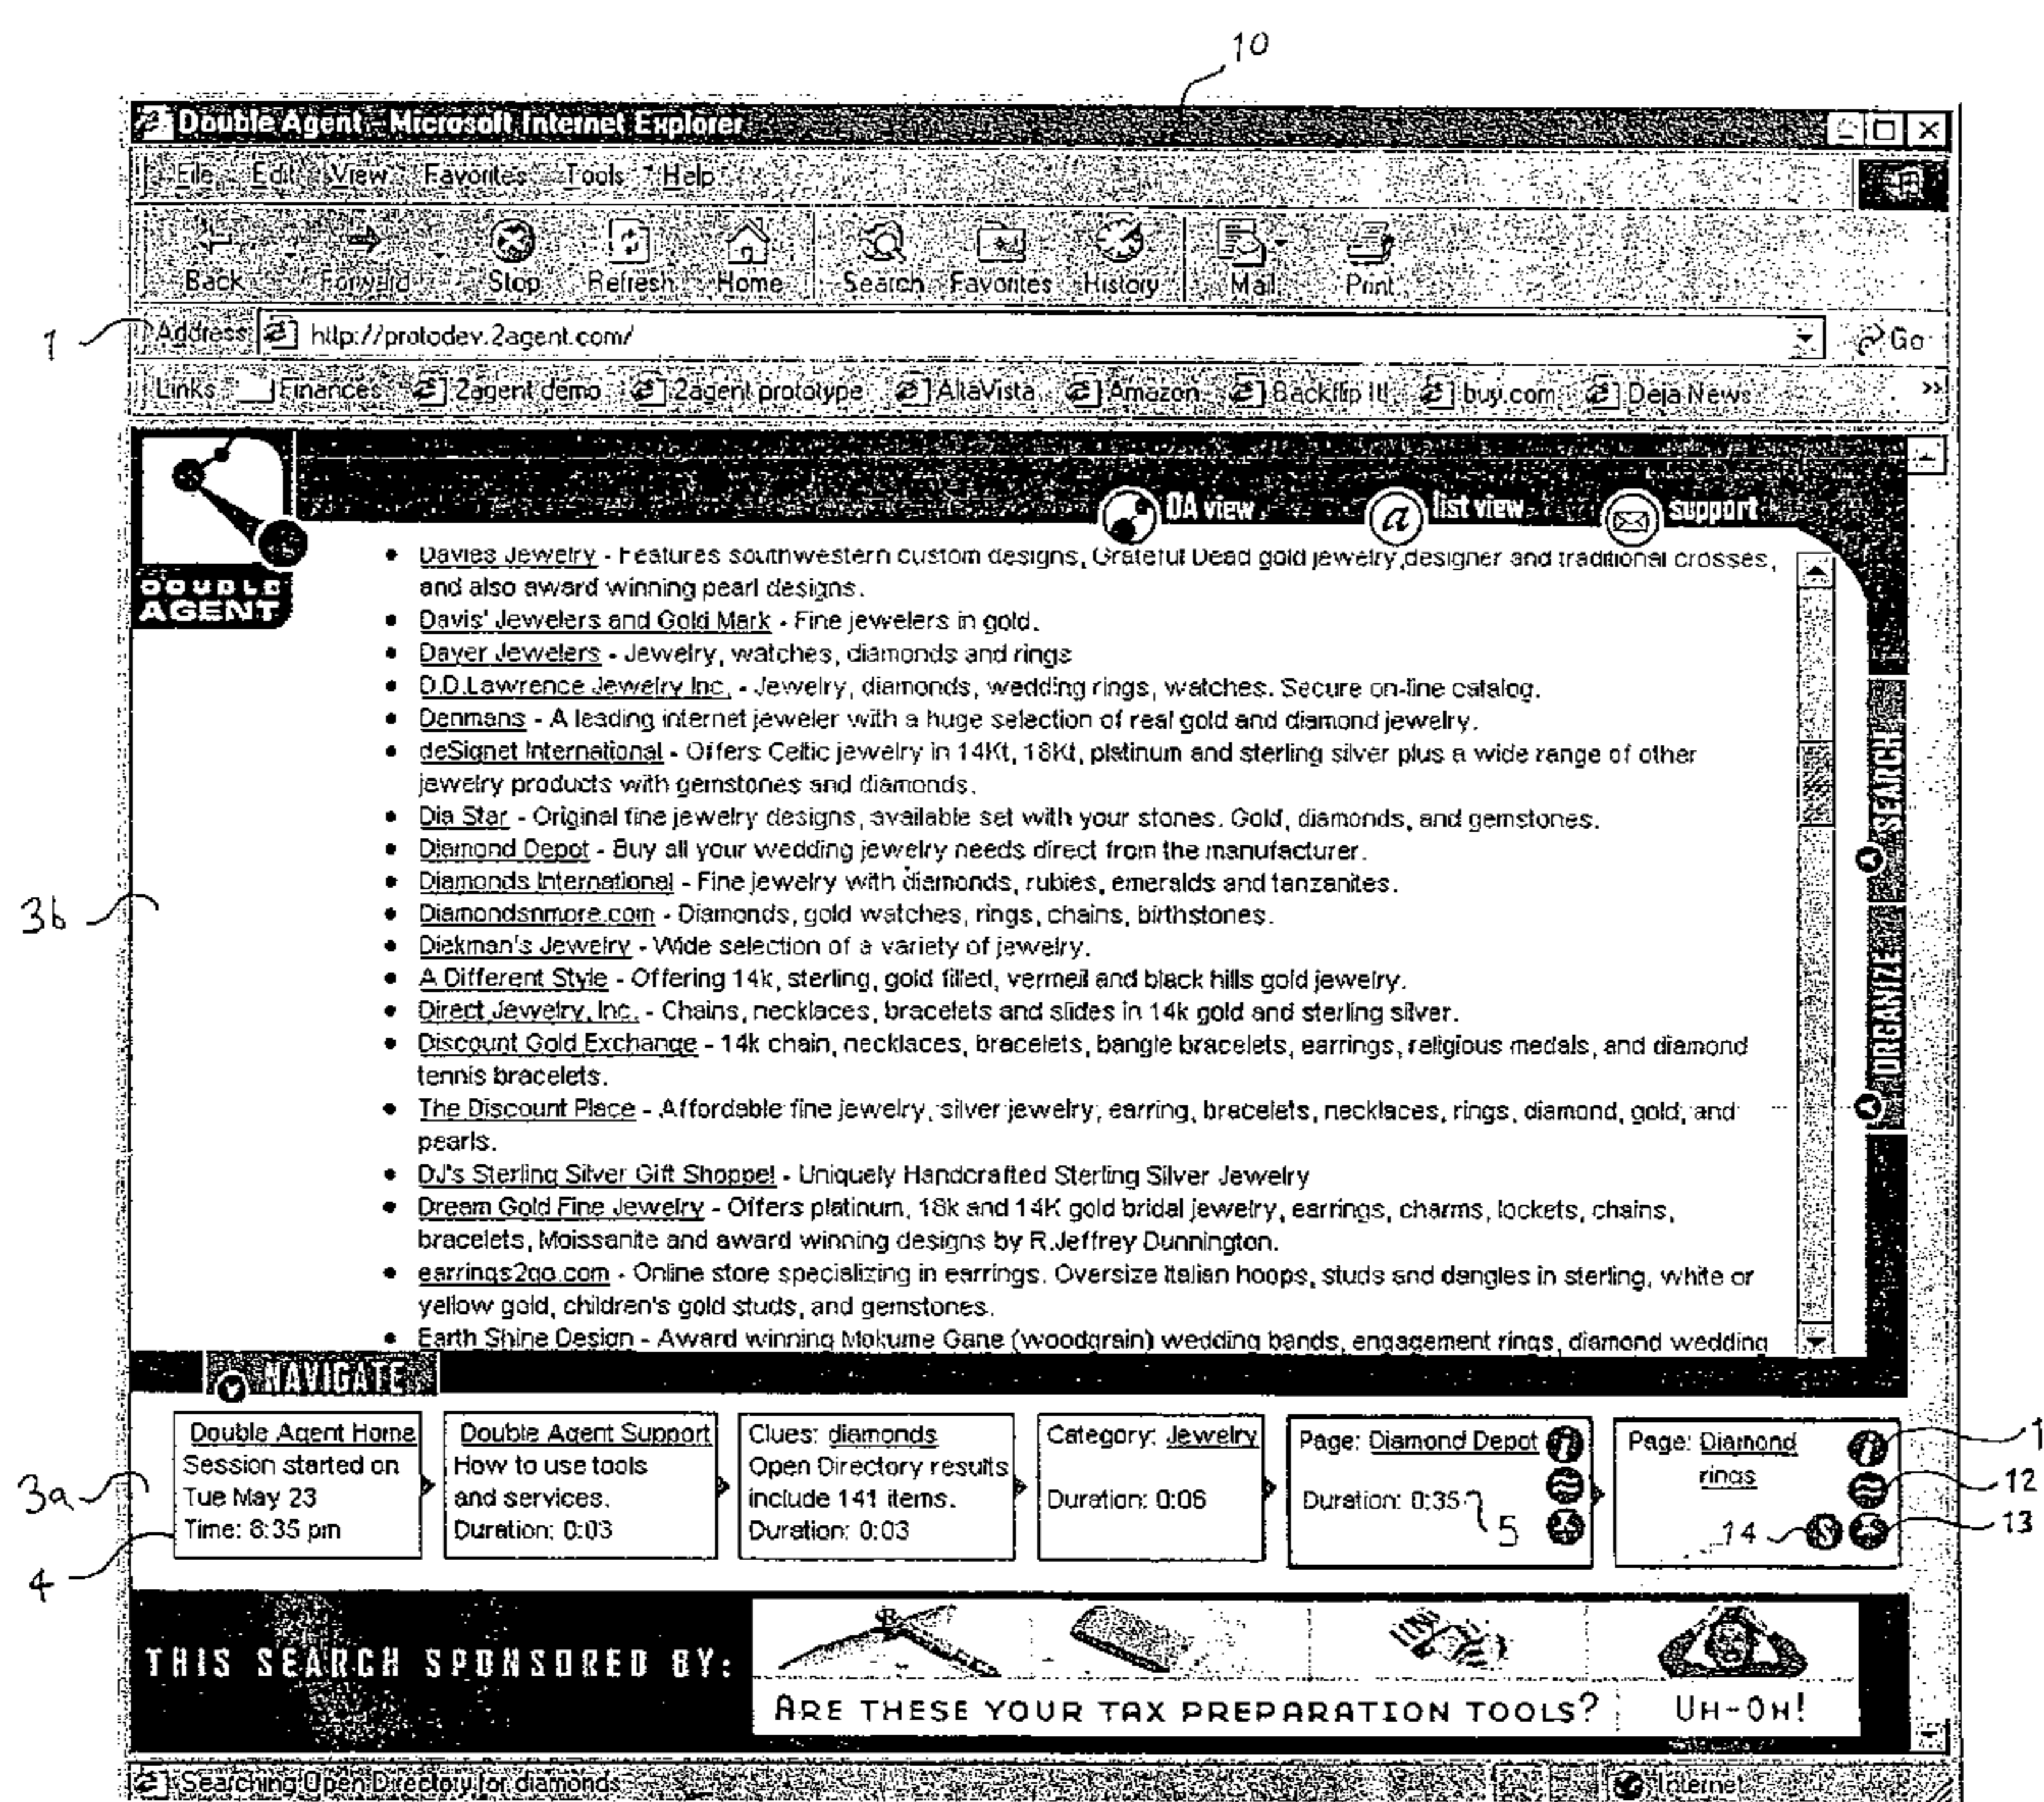 10
Double Agent - Microsoft Internet Explorer
File Edit View Favorites Tools Help
Back Forward Stop Refresh Home Search Favorites History Mail Print
1
Address http://protodev.2agent.com/ Go
Links Finances 2agent demo 2agent prototype AltaVista Amazon Backflip It! buy.com Deja News »
DOUBLE AGENT
DA view list view support
• Davies Jewelry - Features southwestern custom designs, Grateful Dead gold jewelry,designer and traditional crosses,
and also award winning pearl designs.
• Davis' Jewelers and Gold Mark - Fine jewelers in gold.
• Dayer Jewelers - Jewelry, watches, diamonds and rings
• D.D.Lawrence Jewelry Inc. - Jewelry, diamonds, wedding rings, watches. Secure on-line catalog.
• Denmans - A leading internet jeweler with a huge selection of real gold and diamond jewelry.
• deSignet International - Offers Celtic jewelry in 14Kt, 18Kt, platinum and sterling silver plus a wide range of other
jewelry products with gemstones and diamonds.
• Dia Star - Original fine jewelry designs, available set with your stones. Gold, diamonds, and gemstones.
• Diamond Depot - Buy all your wedding jewelry needs direct from the manufacturer.
• Diamonds International - Fine jewelry with diamonds, rubies, emeralds and tanzanites.
• Diamondsnmore.com - Diamonds, gold watches, rings, chains, birthstones.
• Diekman's Jewelry - Wide selection of a variety of jewelry.
• A Different Style - Offering 14k, sterling, gold filled, vermeil and black hills gold jewelry.
• Direct Jewelry, Inc. - Chains, necklaces, bracelets and slides in 14k gold and sterling silver.
• Discount Gold Exchange - 14k chain, necklaces, bracelets, bangle bracelets, earrings, religious medals, and diamond
tennis bracelets.
• The Discount Place - Affordable fine jewelry, silver jewelry, earring, bracelets, necklaces, rings, diamond, gold, and
pearls.
• DJ's Sterling Silver Gift Shoppe! - Uniquely Handcrafted Sterling Silver Jewelry
• Dream Gold Fine Jewelry - Offers platinum, 18k and 14K gold bridal jewelry, earrings, charms, lockets, chains,
bracelets, Moissanite and award winning designs by R.Jeffrey Dunnington.
• earrings2go.com - Online store specializing in earrings. Oversize Italian hoops, studs and dangles in sterling, white or
yellow gold, children's gold studs, and gemstones.
• Earth Shine Design - Award winning Mokume Gane (woodgrain) wedding bands, engagement rings, diamond wedding
3b
SEARCH
ORGANIZE
NAVIGATE
3a
4
Double Agent Home
Session started on
Tue May 23
Time: 8:35 pm
Double Agent Support
How to use tools
and services.
Duration: 0:03
Clues: diamonds
Open Directory results
include 141 items.
Duration: 0:03
Category: Jewelry
Duration: 0:06
Page: Diamond Depot
Duration: 0:35
5
Page: Diamond
rings
1
12
14
13
THIS SEARCH SPONSORED BY:
ARE THESE YOUR TAX PREPARATION TOOLS? UH-OH!
Searching Open Directory for diamonds Internet